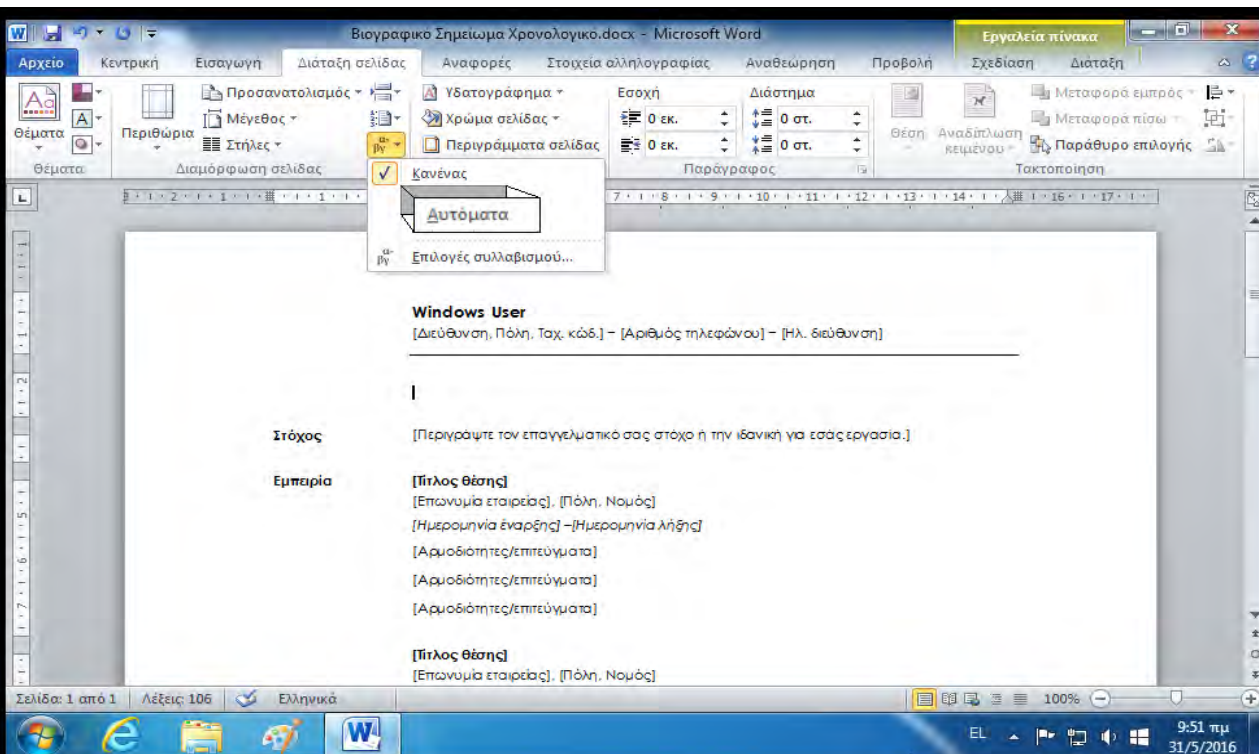 Βιογραφικό Σημείωμα Χρονολογικό.docx - Microsoft Word
Εργαλεία πίνακα
Αρχείο Κεντρική Εισαγωγή Διάταξη σελίδας Αναφορές Στοιχεία αλληλογραφίας Αναθεώρηση Προβολή Σχεδίαση Διάταξη
Προσανατολισμός Υδατογράφημα Εσοχή Διάστημα Μεταφορά εμπρός
Μέγεθος Χρώμα σελίδας 0 εκ. 0 στ. Μεταφορά πίσω
Θέματα Περιθώρια Θέση Αναδίπλωση κειμένου
Στήλες Περιγράμματα σελίδας 0 εκ. 0 στ. Παράθυρο επιλογής
Θέματα Διαμόρφωση σελίδας Παράγραφος Τακτοποίηση
Κανένας
Αυτόματα
Επιλογές συλλαβισμού...
Windows User
[Διεύθυνση, Πόλη, Ταχ. κώδ.] – [Αριθμός τηλεφώνου] – [Ηλ. διεύθυνση]
Στόχος [Περιγράψτε τον επαγγελματικό σας στόχο ή την ιδανική για εσάς εργασία.]
Εμπειρία [Τίτλος θέσης]
[Επωνυμία εταιρείας], [Πόλη, Νομός]
[Ημερομηνία έναρξης] –[Ημερομηνία λήξης]
[Αρμοδιότητες/επιτεύγματα]
[Αρμοδιότητες/επιτεύγματα]
[Αρμοδιότητες/επιτεύγματα]
[Τίτλος θέσης]
[Επωνυμία εταιρείας], [Πόλη, Νομός]
Σελίδα: 1 από 1 Λέξεις: 106 Ελληνικά 100%
EL 9:51 πμ
31/5/2016